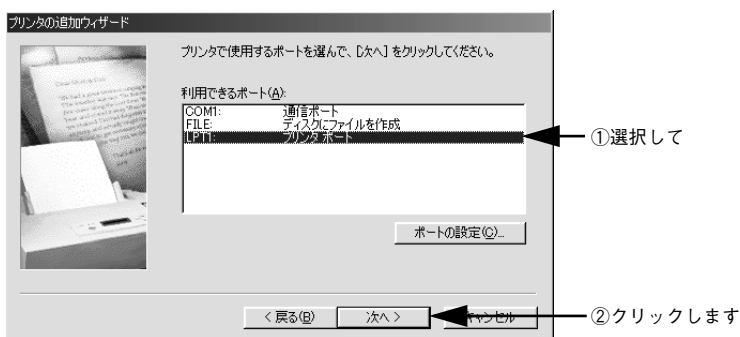 プリンタの追加ウィザード
プリンタで使用するポートを選んで、[次へ] をクリックしてください。
利用できるポート(A):
COM1: 通信ポート
FILE: ディスクにファイルを作成
LPT1: プリンタ ポート
①選択して
ポートの設定(C)...
< 戻る(B)
次へ >
キャンセル
②クリックします